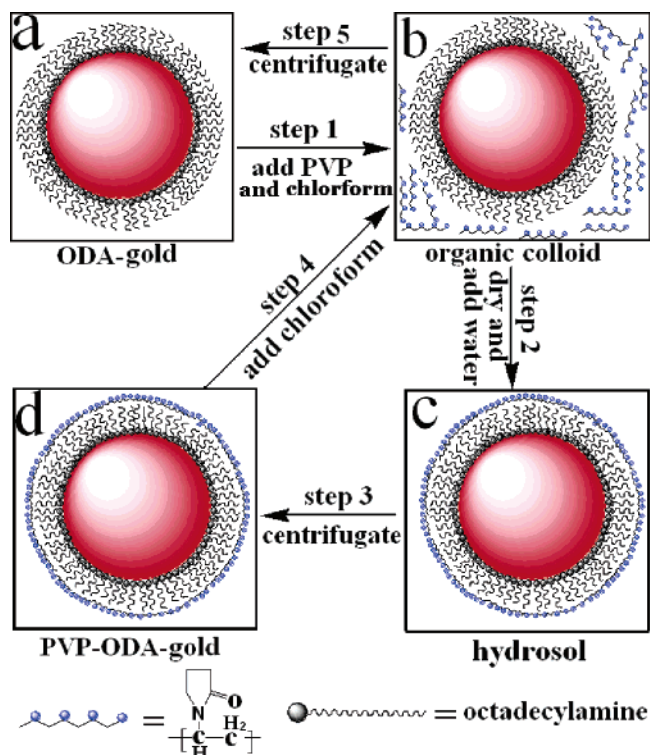 a
step 5
centrifugate
b
step 1
add PVP
and chlorform
ODA-gold
organic colloid
step 4
add chloroform
step 2
dry and
add water
d
step 3
centrifugate
c
PVP-ODA-gold
hydrosol
=
N
O
C
H
C
H2
= octadecylamine